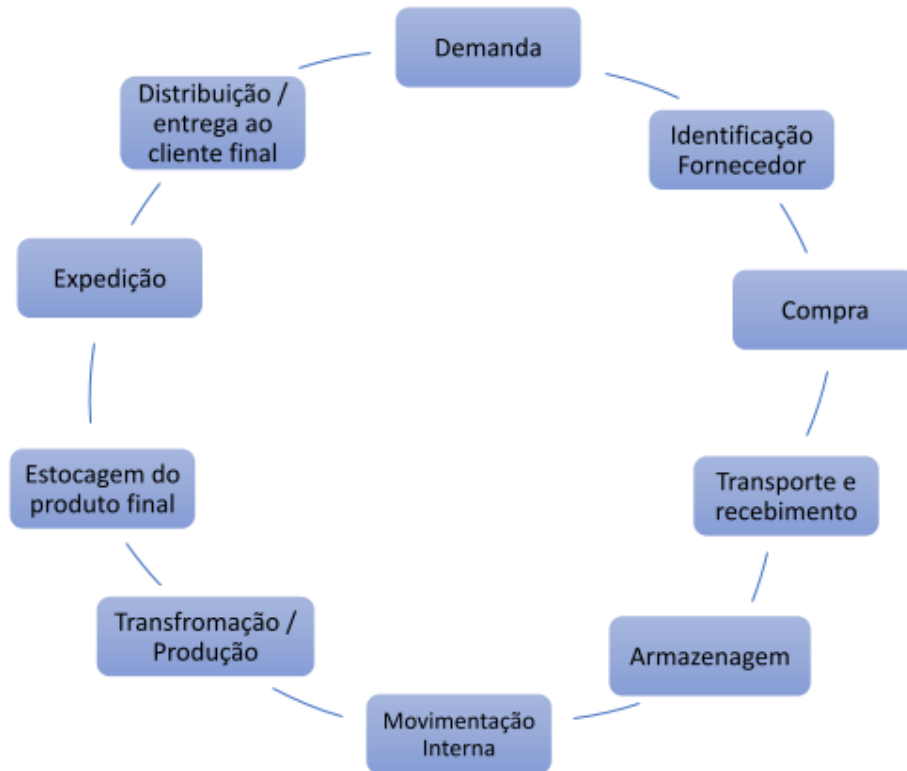 Demanda
Identificação
Fornecedor
Compra
Transporte e
recebimento
Armazenagem
Movimentação
Interna
Transfromação /
Produção
Estocagem do
produto final
Expedição
Distribuição /
entrega ao
cliente final